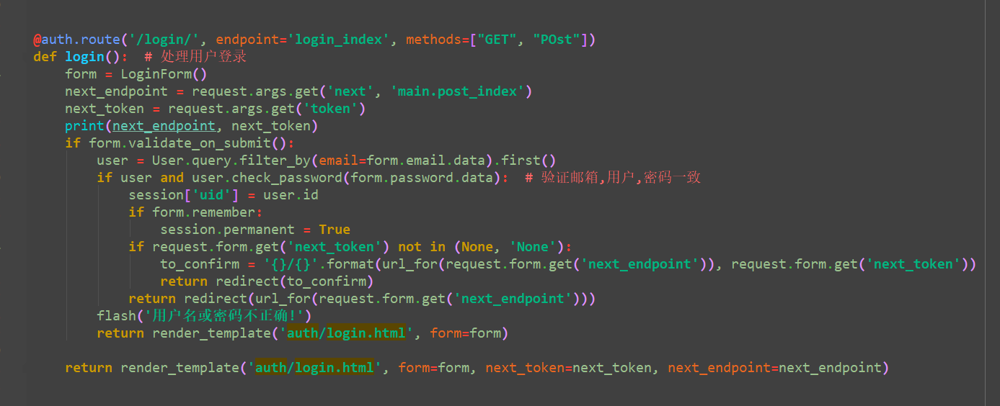 @auth.route('/login/', endpoint='login_index', methods=["GET", "POst"])
def login():  # 处理用户登录
    form = LoginForm()
    next_endpoint = request.args.get('next', 'main.post_index')
    next_token = request.args.get('token')
    print(next_endpoint, next_token)
    if form.validate_on_submit():
        user = User.query.filter_by(email=form.email.data).first()
        if user and user.check_password(form.password.data):  # 验证邮箱,用户,密码一致
            session['uid'] = user.id
            if form.remember:
                session.permanent = True
            if request.form.get('next_token') not in (None, 'None'):
                to_confirm = '{}/{}'.format(url_for(request.form.get('next_endpoint')), request.form.get('next_token'))
                return redirect(to_confirm)
            return redirect(url_for(request.form.get('next_endpoint')))
        flash('用户名或密码不正确!')
        return render_template('auth/login.html', form=form)
    return render_template('auth/login.html', form=form, next_token=next_token, next_endpoint=next_endpoint)